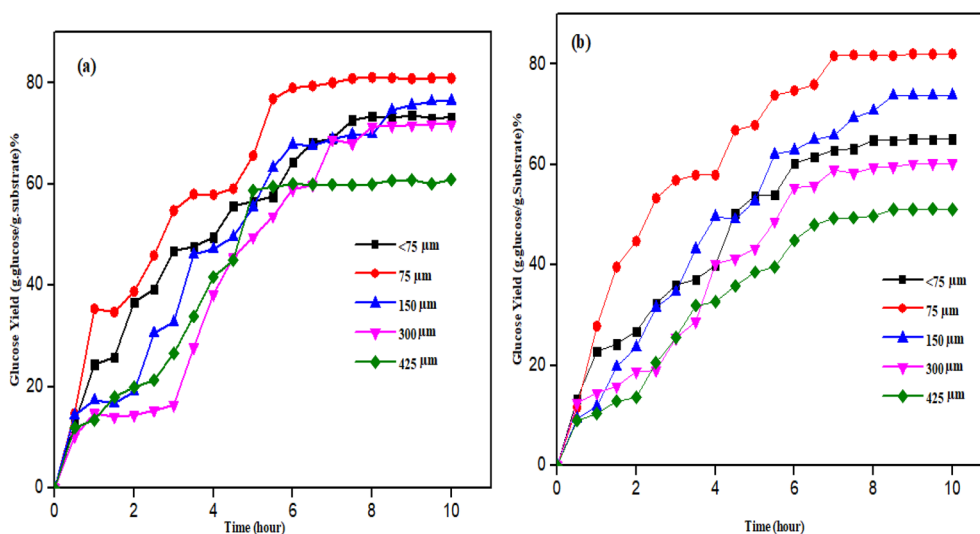 (a)
80
60
40
20
0
0 2 4 6 8 10
Glucose Yield (g.glucose/g.substrate)%
Time (hour)
<75 µm
75 µm
150 µm
300 µm
425 µm
(b)
80
60
40
20
0
0 2 4 6 8 10
Glucose Yield (g.glucose/g.Substrate)%
Time (hour)
<75 µm
75 µm
150 µm
300 µm
425 µm